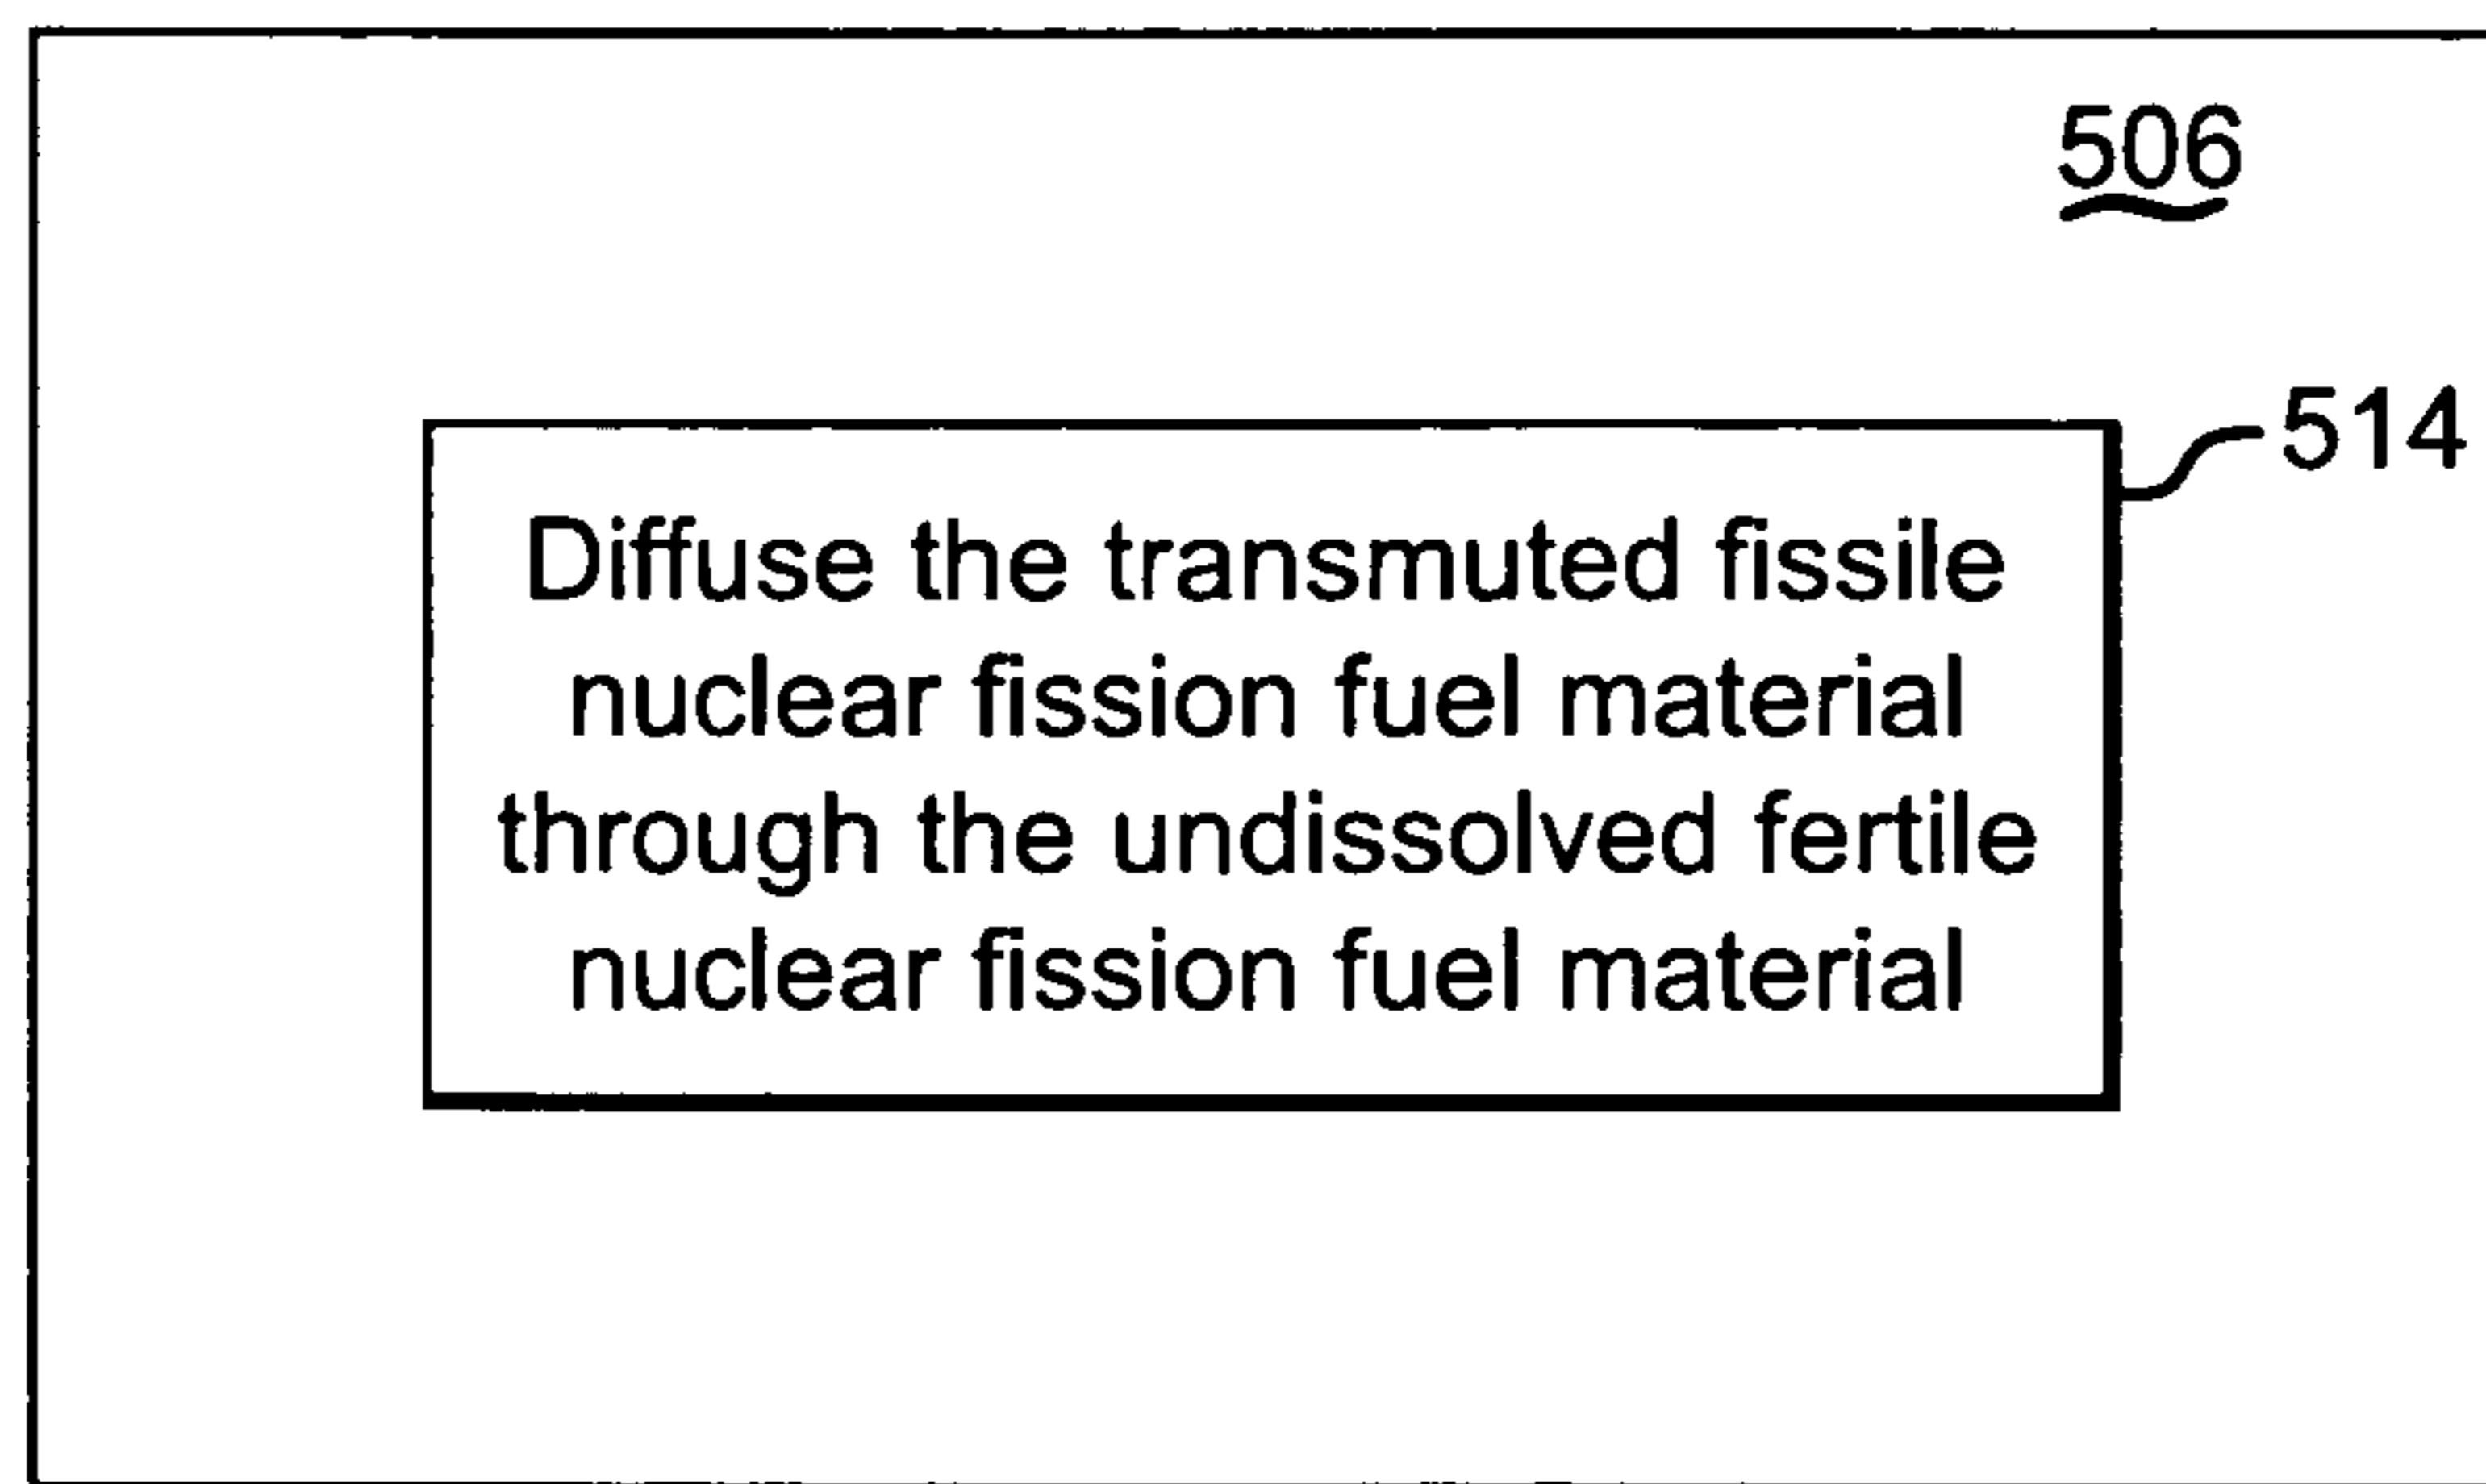 506
514
Diffuse the transmuted fissile
nuclear fission fuel material
through the undissolved fertile
nuclear fission fuel material